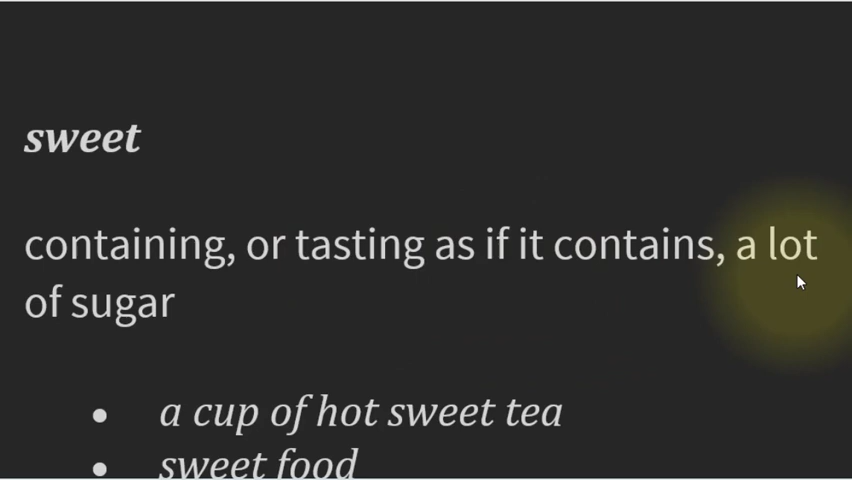 sweet
containing, or tasting as if it contains, a lot
of sugar
• a cup of hot sweet tea
• sweet food